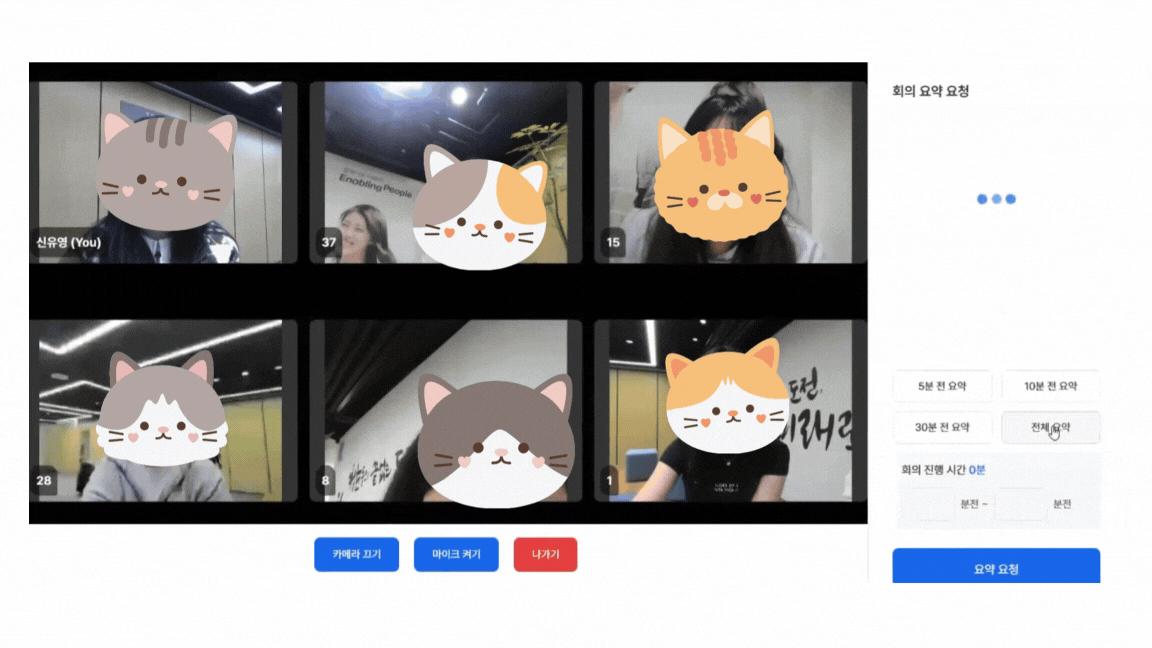 회의 요약 요청
Enabling People
신유영 (You)
37
15
5분 전 요약
10분 전 요약
30분 전 요약
전체 요약
회의 진행 시간 0분
분전 ~
분전
요약 요청
28
8
1
도전,
카메라 끄기
마이크 켜기
나가기